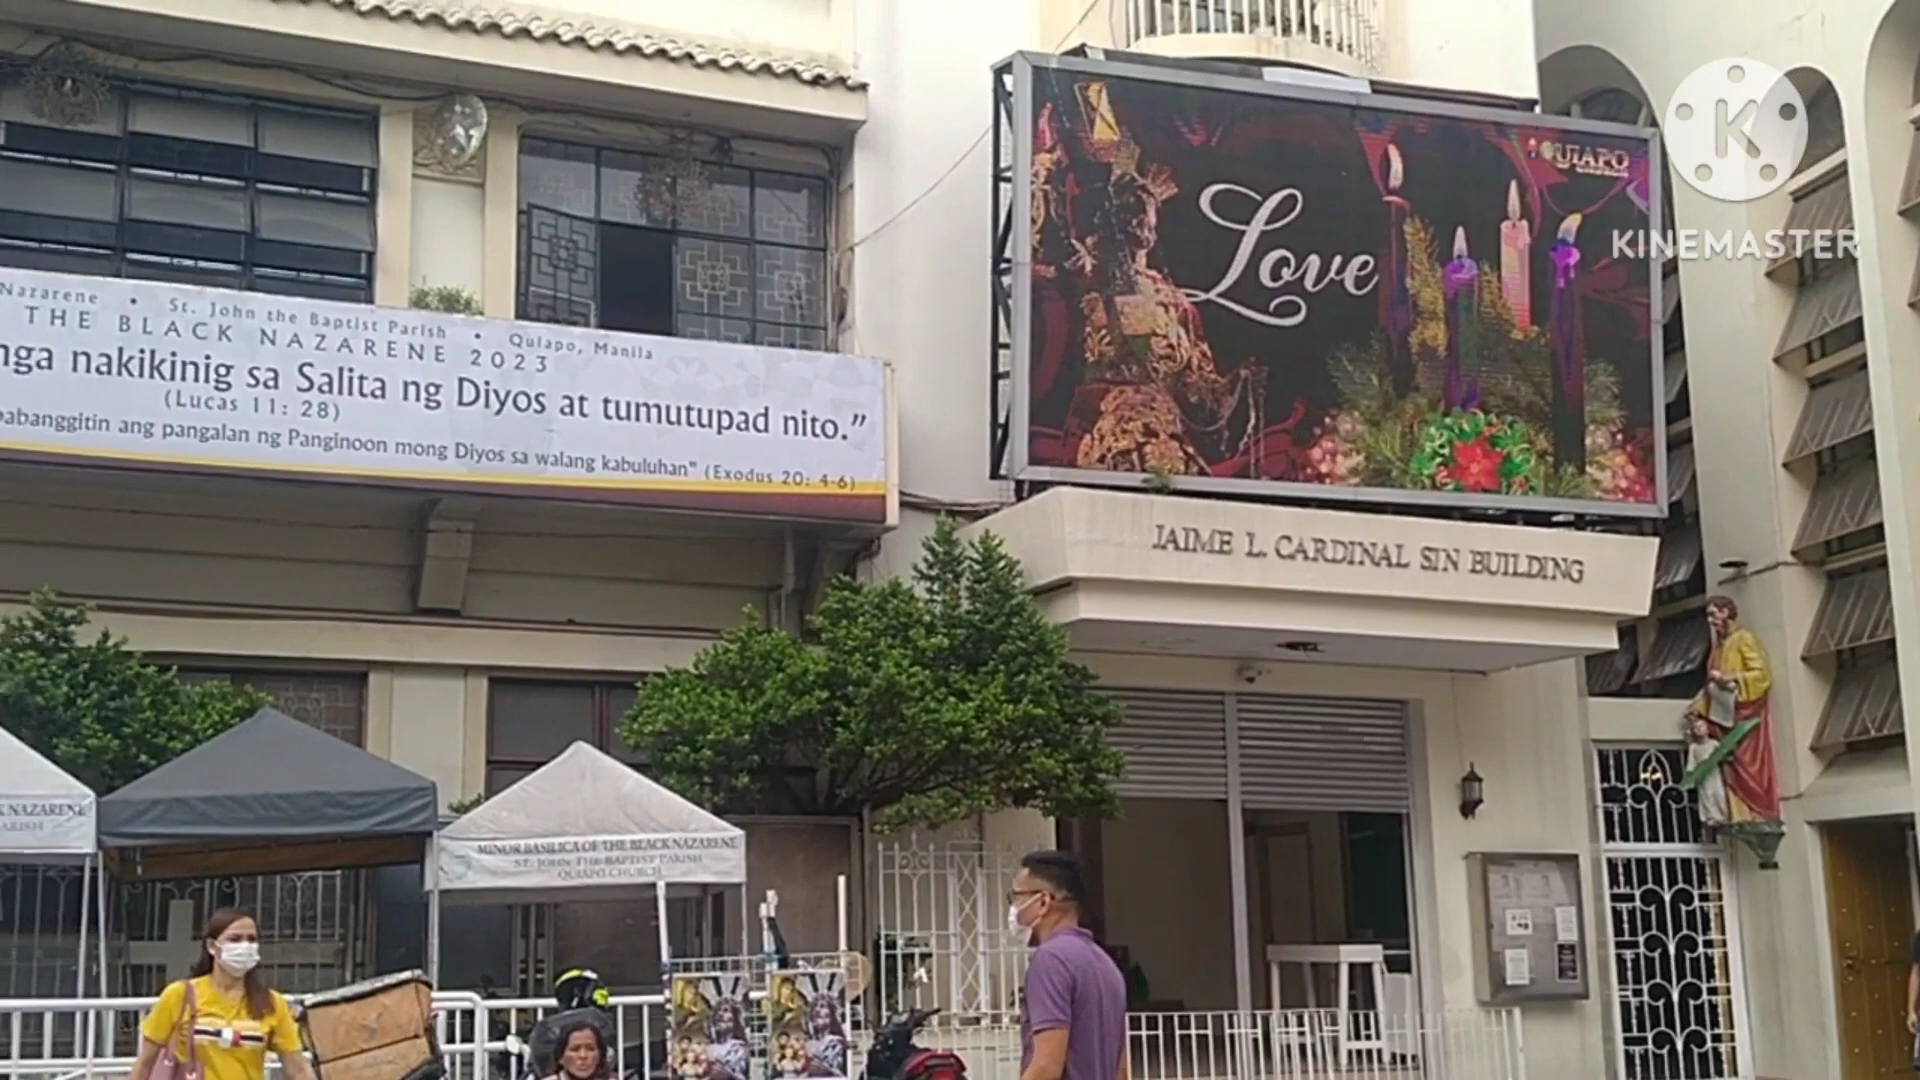 Nazarene • St. John the Baptist Parish • Quiapo, Manila
THE BLACK NAZARENE 2023
nga nakikinig sa Salita ng Diyos at tumutupad nito.”
(Lucas 11: 28)
babanggitin ang pangalan ng Panginoon mong Diyos sa walang kabuluhan" (Exodus 20: 4-6)
Love
QUIAPO
K
KINEMASTER
JAIME L. CARDINAL SIN BUILDING
K NAZARENE
ARISH
MINOR BASILICA OF THE BLACK NAZARENE
ST. JOHN THE BAPTIST PARISH
QUIAPO CHURCH